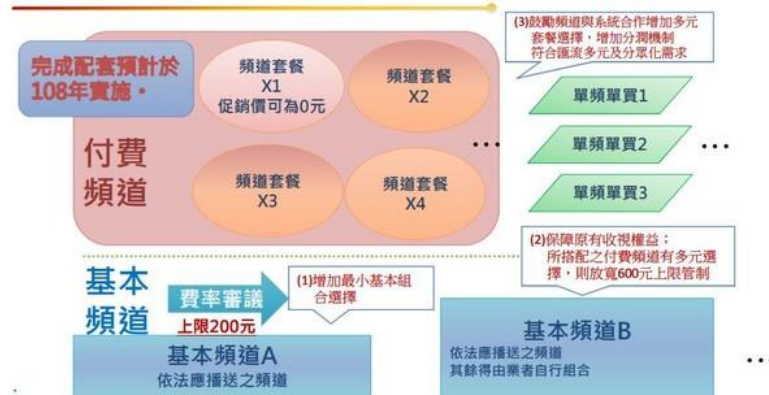 完成配套預計於
108年實施。
付費
頻道
頻道套餐
X1
促銷價可為0元
頻道套餐
X2
頻道套餐
X3
頻道套餐
X4
...
(3)鼓勵頻道與系統合作增加多元
套餐選擇，增加分潤機制
符合匯流多元及分眾化需求
單頻單買1
單頻單買2
...
單頻單買3
基本
頻道
費率審議
上限200元
(1)增加最小基本組
合選擇
(2)保障原有收視權益；
所搭配之付費頻道有多元選
擇，則放寬600元上限管制
基本頻道A
依法應播送之頻道
基本頻道B
依法應播送之頻道
其餘得由業者自行組合
...